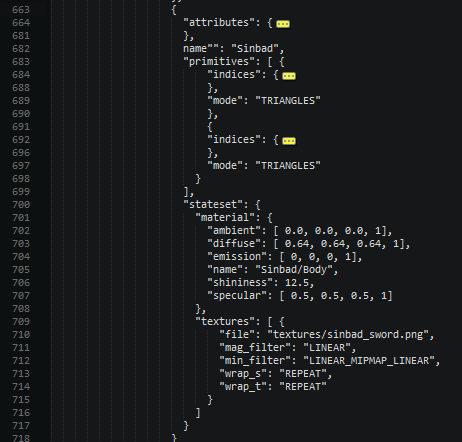 663 {
664 "attributes": { ...
681 },
682 name"": "Sinbad",
683 "primitives": [ {
684 "indices": { ...
688 },
689 "mode": "TRIANGLES"
690 },
691 {
692 "indices": { ...
696 },
697 "mode": "TRIANGLES"
698 }
699 ],
700 "stateset": {
701 "material": {
702 "ambient": [ 0.0, 0.0, 0.0, 1],
703 "diffuse": [ 0.64, 0.64, 0.64, 1],
704 "emission": [ 0, 0, 0, 1],
705 "name": "Sinbad/Body",
706 "shininess": 12.5,
707 "specular": [ 0.5, 0.5, 0.5, 1]
708 },
709 "textures": [ {
710 "file": "textures/sinbad_sword.png",
711 "mag_filter": "LINEAR",
712 "min_filter": "LINEAR_MIPMAP_LINEAR",
713 "wrap_s": "REPEAT",
714 "wrap_t": "REPEAT"
715 }
716 ]
717 }
718 }